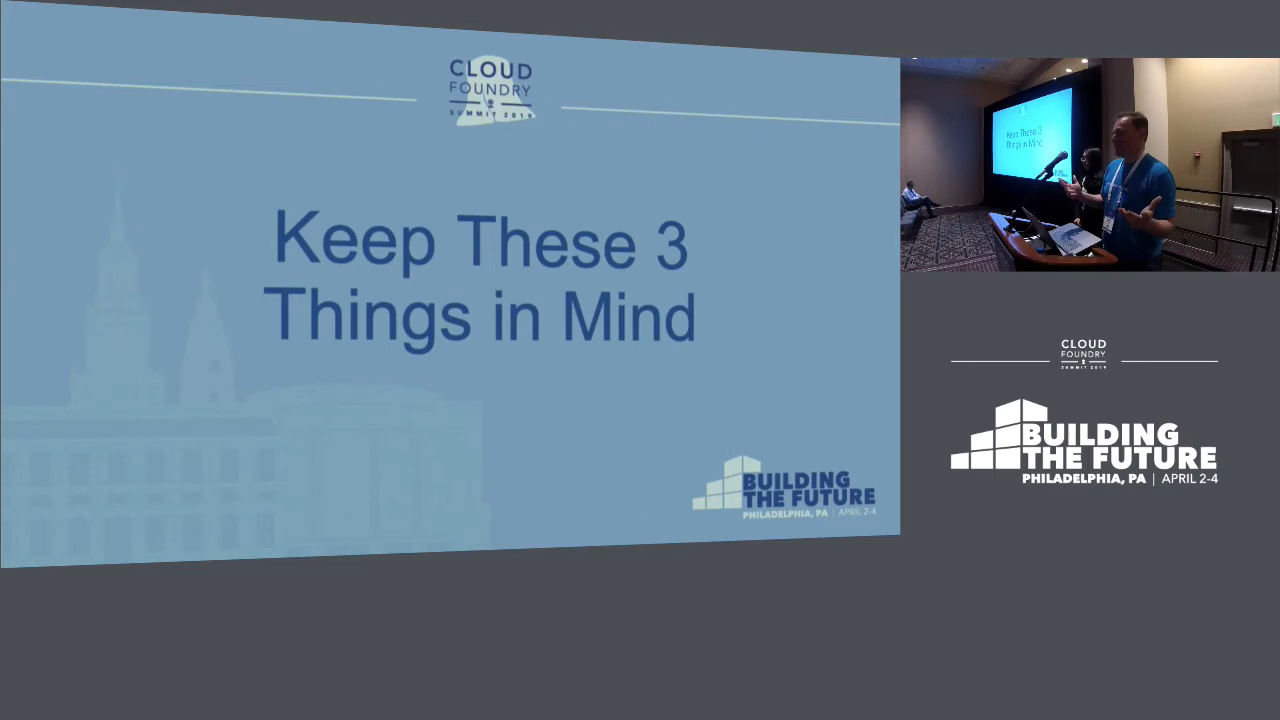 CLOUD
FOUNDRY
SUMMIT 2019
Keep These 3
Things in Mind
BUILDING
THE FUTURE
PHILADELPHIA, PA | APRIL 2-4
Keep These 3
Things in Mind
CLOUD
FOUNDRY
SUMMIT 2019
BUILDING
THE FUTURE
PHILADELPHIA, PA | APRIL 2-4